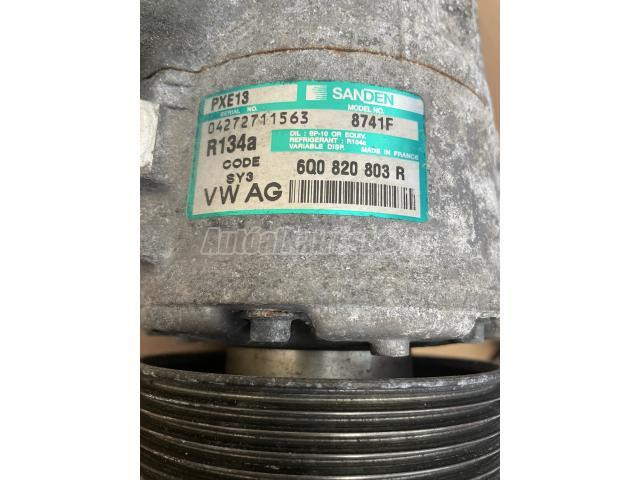 PXE13 SANDEN
SERIAL NO. MODEL NO.
04272711563 8741F
R134a OIL : SP-10 OR EQUIV.
REFRIGERANT : R134a
VARIABLE DISP. MADE IN FRANCE
CODE
SY3 6Q0 820 803 R
VW AG